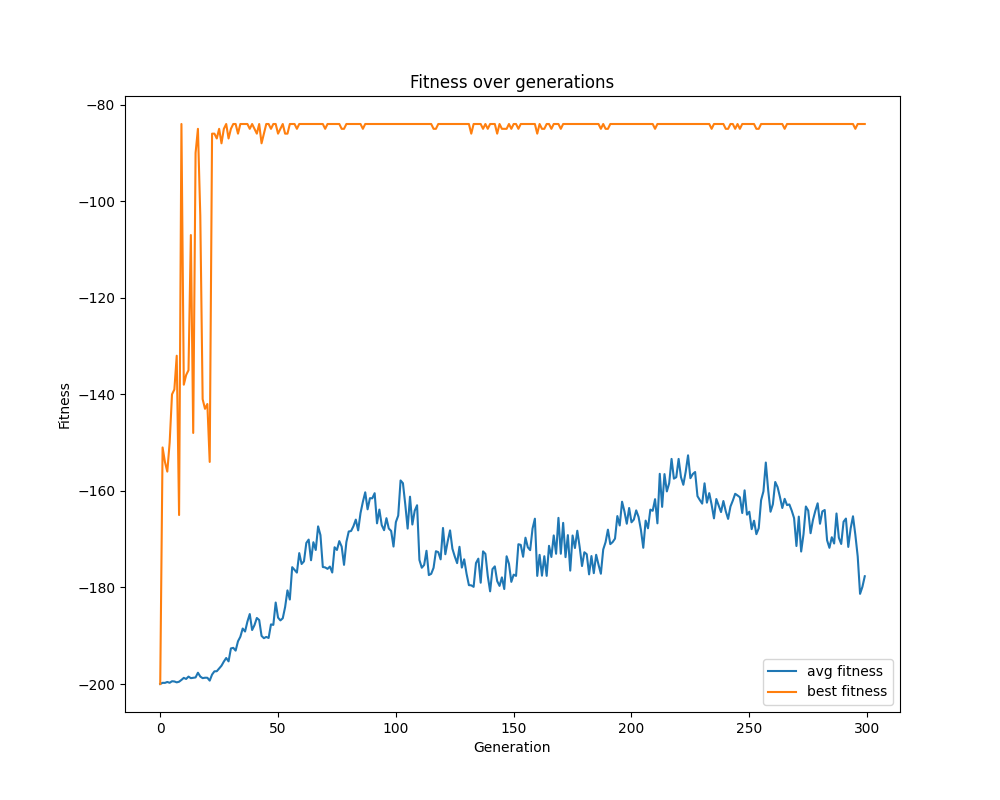 Fitness over generations
Fitness
−80
−100
−120
−140
−160
−180
−200
0 50 100 150 200 250 300
Generation
avg fitness
best fitness